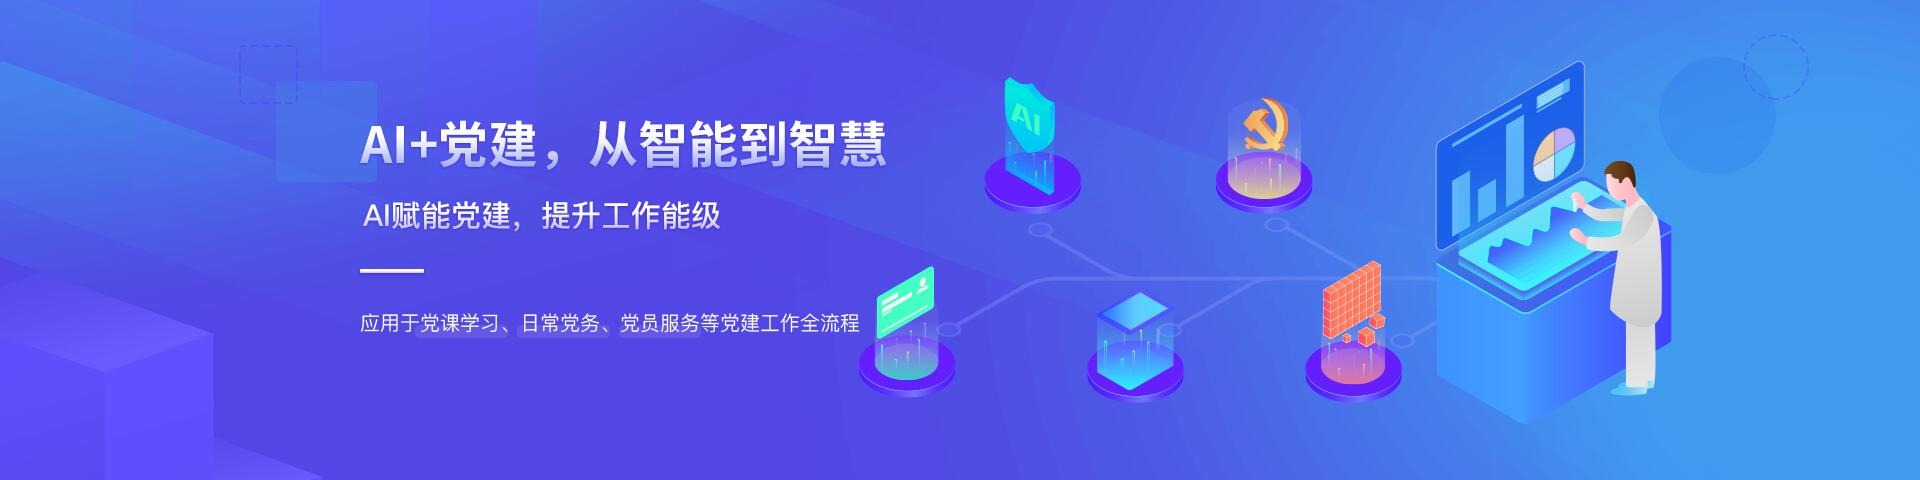 AI+党建，从智能到智慧
AI赋能党建，提升工作能级
应用于党课学习、日常党务、党员服务等党建工作全流程
AI